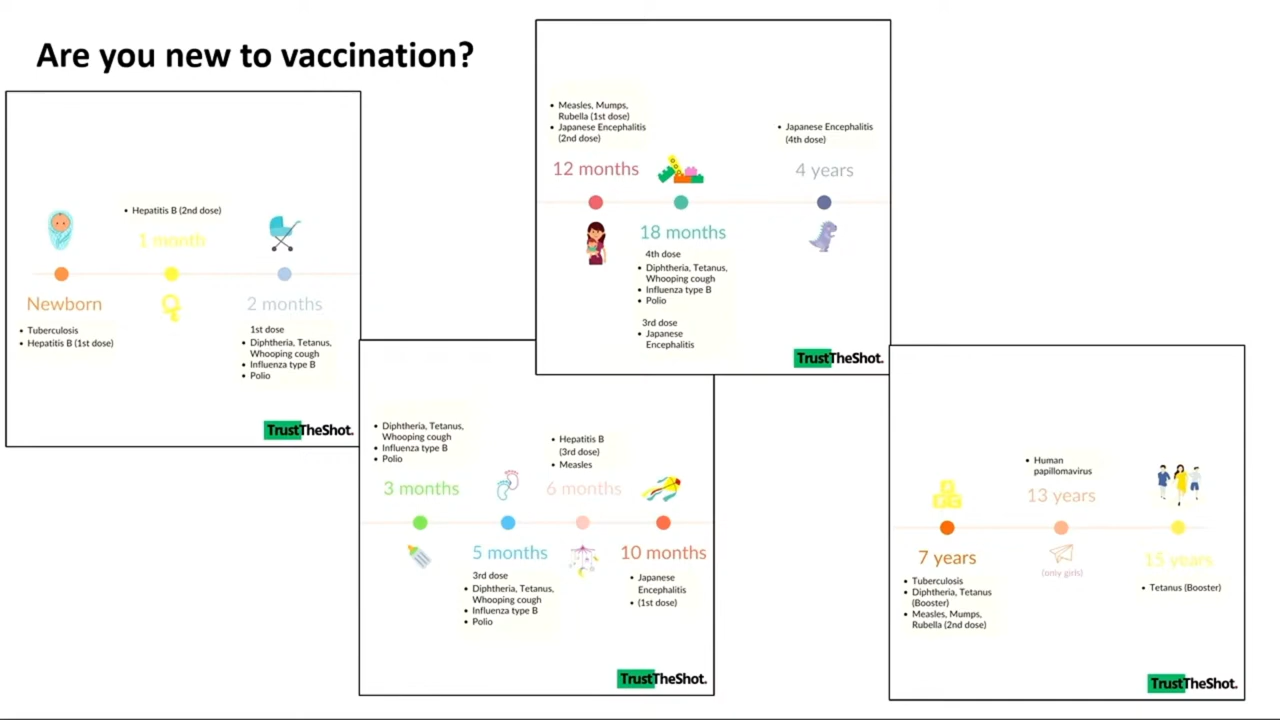 Are you new to vaccination?
• Hepatitis B (2nd dose)
1 month
Newborn
• Tuberculosis
• Hepatitis B (1st dose)
2 months
1st dose
• Diphtheria, Tetanus,
Whooping cough
• Influenza type B
• Polio
TrustTheShot.
• Diphtheria, Tetanus,
Whooping cough
• Influenza type B
• Polio
3 months
5 months
3rd dose
• Diphtheria, Tetanus,
Whooping cough
• Influenza type B
• Polio
• Hepatitis B
(3rd dose)
• Measles
6 months
10 months
• Japanese
Encephalitis
• (1st dose)
TrustTheShot.
• Measles, Mumps,
Rubella (1st dose)
• Japanese Encephalitis
(2nd dose)
12 months
18 months
4th dose
• Diphtheria, Tetanus,
Whooping cough
• Influenza type B
• Polio
3rd dose
• Japanese
Encephalitis
• Japanese Encephalitis
(4th dose)
4 years
TrustTheShot.
7 years
• Tuberculosis
• Diphtheria, Tetanus
(Booster)
• Measles, Mumps,
Rubella (2nd dose)
• Human
papillomavirus
13 years
(only girls)
15 years
• Tetanus (Booster)
TrustTheShot.